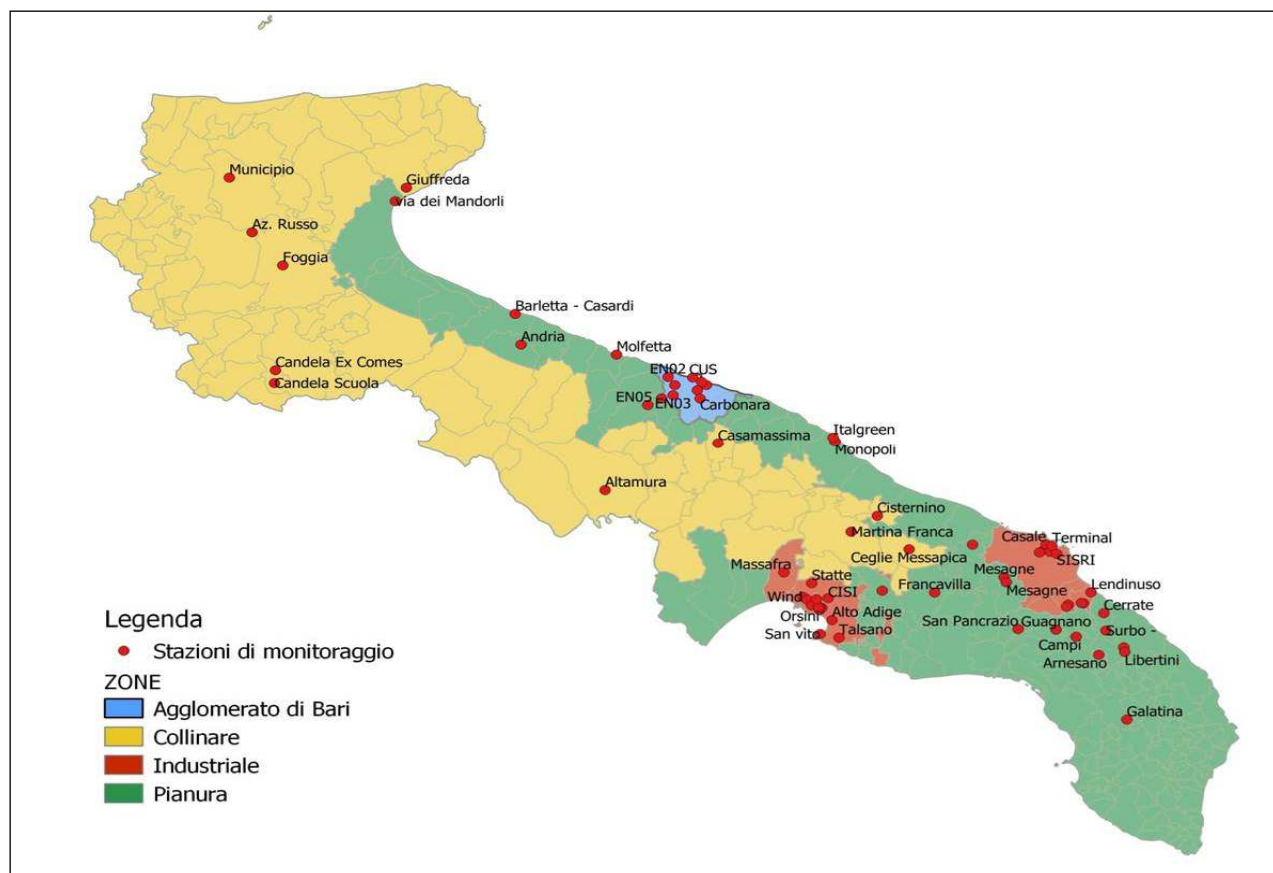 Municipio
Giuffreda
via dei Mandorli
Az. Russo
Foggia
Barletta - Casardi
Andria
Molfetta
Candela Ex Comes
Candela Scuola
EN02 CUS
EN05 EN03 Carbonara
Casamassima
Italgreen
Monopoli
Altamura
Cisternino
Martina Franca
Ceglie Messapica
Casale Terminal
SISRI
Massafra
Statte
Mesagne
Francavilla
Mesagne
Lendinuso
Wind CISI
Cerrate
Orsini Alto Adige
San Pancrazio Guagnano
Surbo -
San vito Talsano
Campi
Libertini
Arnesano
Galatina
Legenda
Stazioni di monitoraggio
ZONE
Agglomerato di Bari
Collinare
Industriale
Pianura